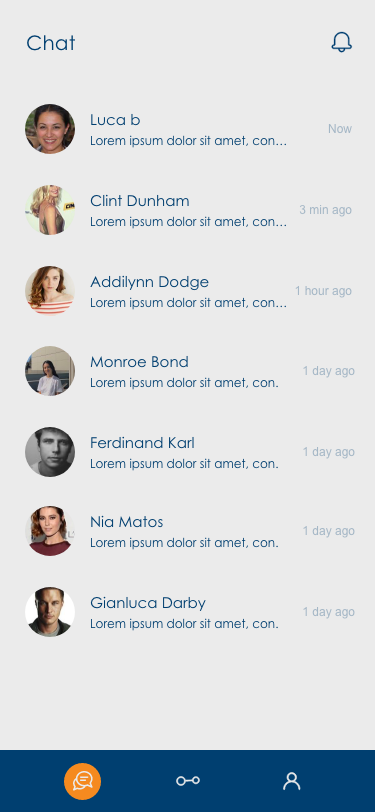 Chat
Luca b
Lorem ipsum dolor sit amet, con...
Now
Clint Dunham
Lorem ipsum dolor sit amet, con...
3 min ago
Addilynn Dodge
Lorem ipsum dolor sit amet, con...
1 hour ago
Monroe Bond
Lorem ipsum dolor sit amet, con.
1 day ago
Ferdinand Karl
Lorem ipsum dolor sit amet, con.
1 day ago
Nia Matos
Lorem ipsum dolor sit amet, con.
1 day ago
Gianluca Darby
Lorem ipsum dolor sit amet, con.
1 day ago